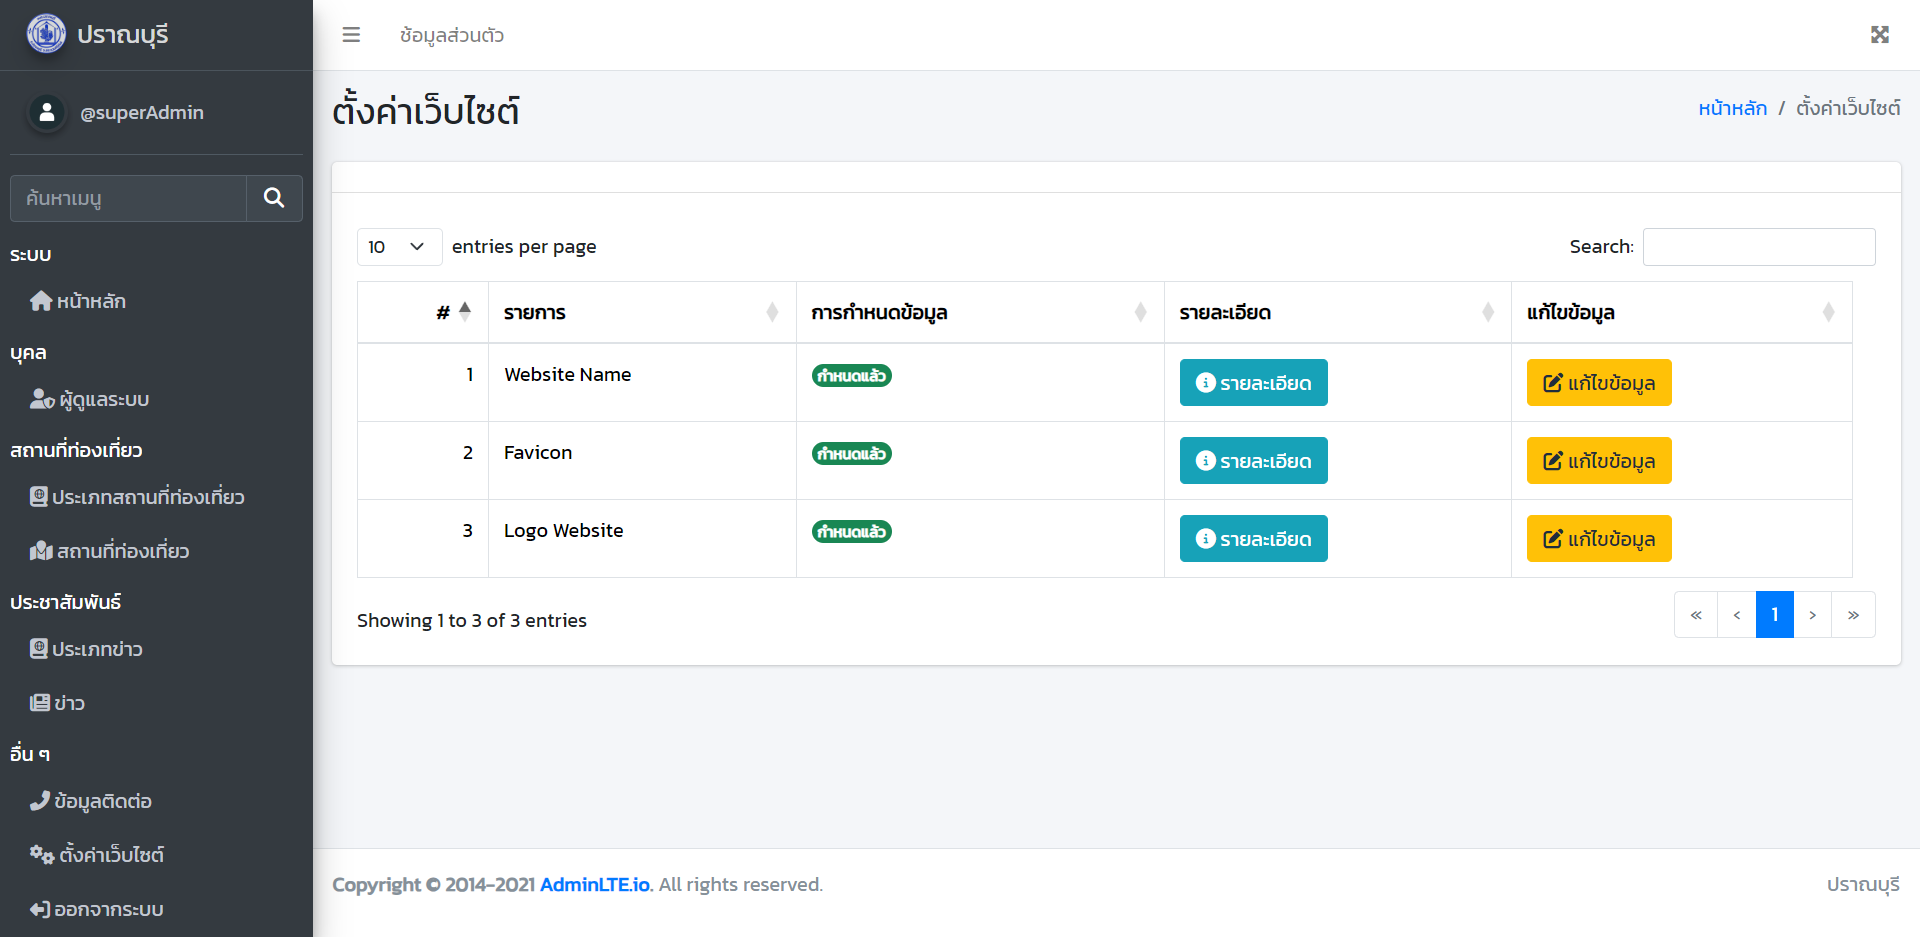 ปราณบุรี
@superAdmin
ค้นหาเมนู
ระบบ
หน้าหลัก
บุคล
ผู้ดูแลระบบ
สถานที่ท่องเที่ยว
ประเภทสถานที่ท่องเที่ยว
สถานที่ท่องเที่ยว
ประชาสัมพันธ์
ประเภทข่าว
ข่าว
อื่น ๆ
ข้อมูลติดต่อ
ตั้งค่าเว็บไซต์
ออกจากระบบ
ข้อมูลส่วนตัว
ตั้งค่าเว็บไซต์
หน้าหลัก / ตั้งค่าเว็บไซต์
10 entries per page
Search:
# รายการ การกำหนดข้อมูล รายละเอียด แก้ไขข้อมูล
1 Website Name กำหนดแล้ว รายละเอียด แก้ไขข้อมูล
2 Favicon กำหนดแล้ว รายละเอียด แก้ไขข้อมูล
3 Logo Website กำหนดแล้ว รายละเอียด แก้ไขข้อมูล
Showing 1 to 3 of 3 entries
« ‹ 1 › »
Copyright © 2014-2021 AdminLTE.io. All rights reserved.
ปราณบุรี